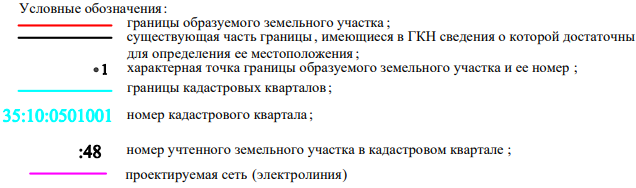 Условные обозначения:
границы образуемого земельного участка;
существующая часть границы, имеющиеся в ГКН сведения о которой достаточны
для определения ее местоположения;
1 характерная точка границы образуемого земельного участка и ее номер ;
границы кадастровых кварталов;
35:10:0501001 номер кадастрового квартала;
:48 номер учтенного земельного участка в кадастровом квартале ;
проектируемая сеть (электролиния)